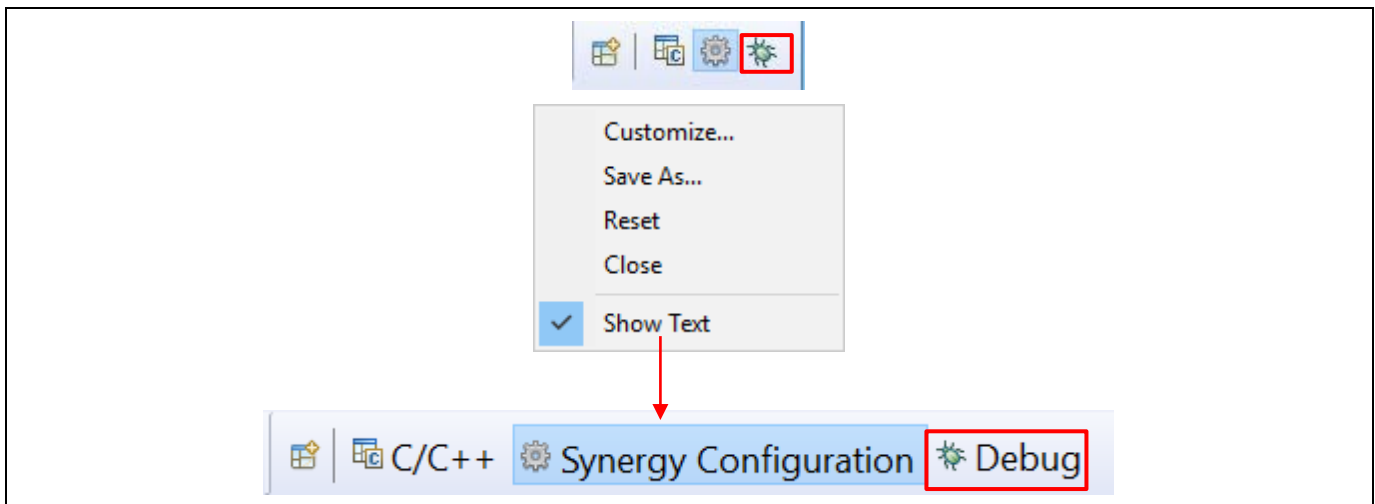 Customize...
Save As...
Reset
Close
Show Text
C/C++ Synergy Configuration Debug